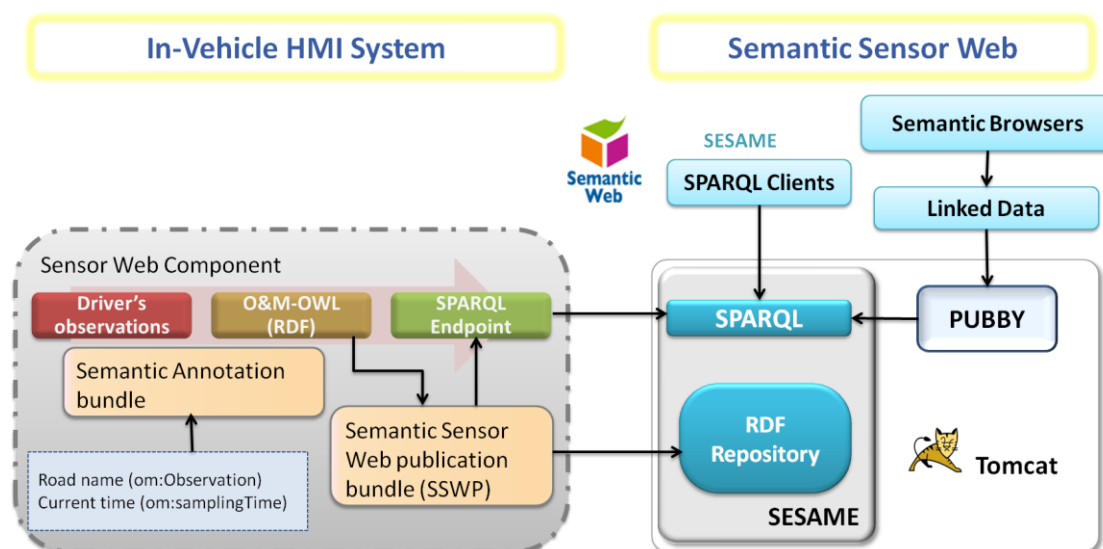 In-Vehicle HMI System
Semantic Sensor Web
Semantic
Web
SESAME
SPARQL Clients
Semantic Browsers
Linked Data
Sensor Web Component
Driver's
observations
O&M-OWL
(RDF)
SPARQL
Endpoint
Semantic Annotation
bundle
Semantic Sensor
Web publication
bundle (SSWP)
Road name (om:Observation)
Current time (om:samplingTime)
SPARQL
PUBBY
RDF
Repository
SESAME
Tomcat